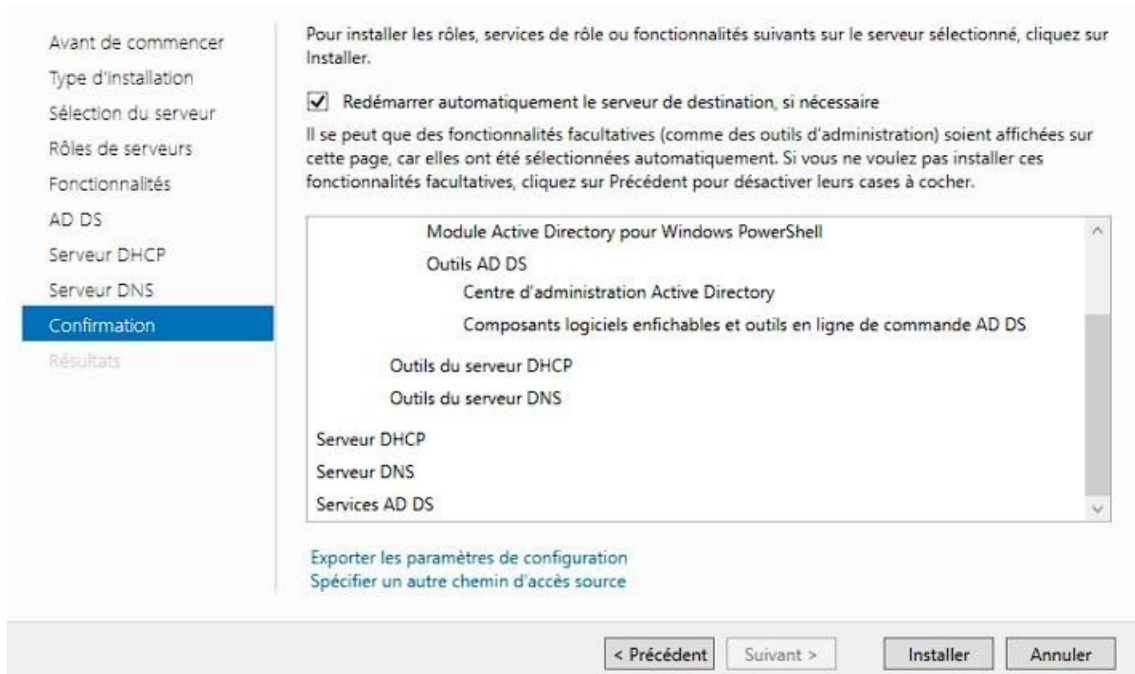 Avant de commencer
Type d'installation
Sélection du serveur
Rôles de serveurs
Fonctionnalités
AD DS
Serveur DHCP
Serveur DNS
Confirmation
Résultats
Pour installer les rôles, services de rôle ou fonctionnalités suivants sur le serveur sélectionné, cliquez sur
Installer.
Redémarrer automatiquement le serveur de destination, si nécessaire
Il se peut que des fonctionnalités facultatives (comme des outils d'administration) soient affichées sur
cette page, car elles ont été sélectionnées automatiquement. Si vous ne voulez pas installer ces
fonctionnalités facultatives, cliquez sur Précédent pour désactiver leurs cases à cocher.
Module Active Directory pour Windows PowerShell
Outils AD DS
Centre d'administration Active Directory
Composants logiciels enfichables et outils en ligne de commande AD DS
Outils du serveur DHCP
Outils du serveur DNS
Serveur DHCP
Serveur DNS
Services AD DS
Exporter les paramètres de configuration
Spécifier un autre chemin d'accès source
< Précédent Suivant > Installer Annuler